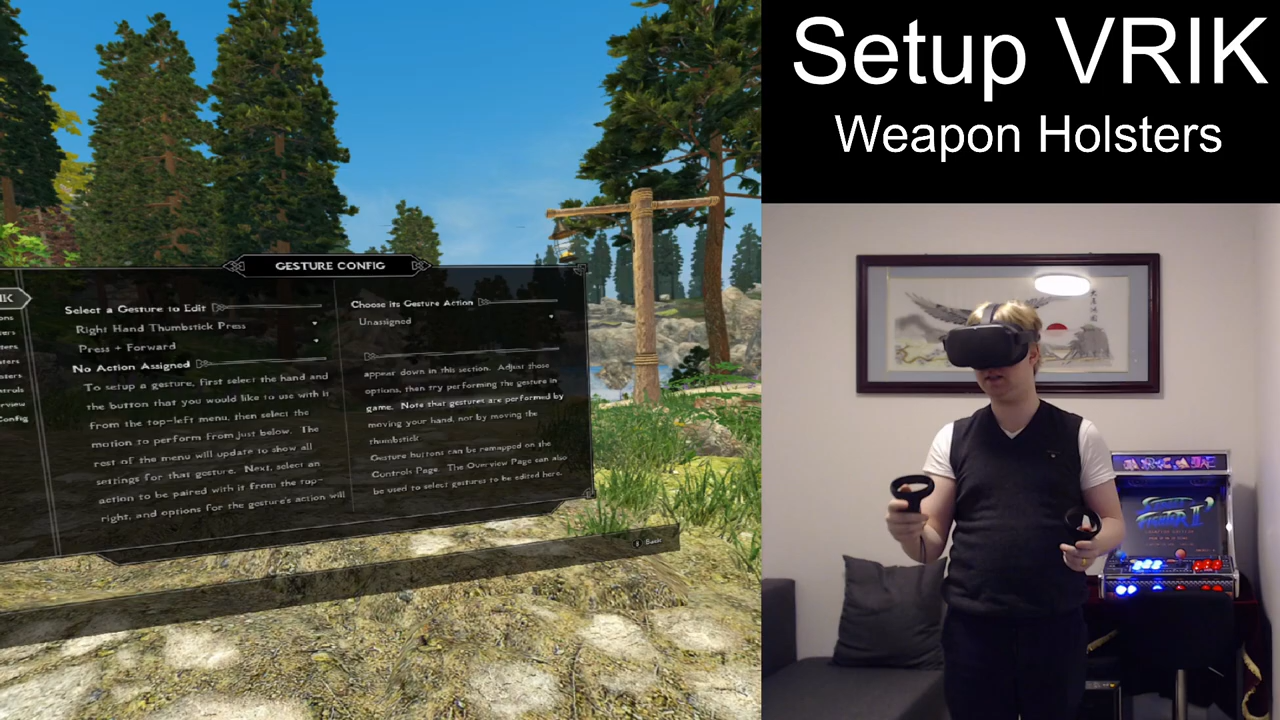 Setup VRIK
Weapon Holsters
GESTURE CONFIG
Select a Gesture to Edit
Right Hand Thumbstick Press
Press + Forward
No Action Assigned
To setup a gesture, first select the hand and
the button that you would like to use with it
from the top-left menu, then select the
motion to perform from just below. The
rest of the menu will update to show all
settings for that gesture. Next, select an
action to be paired with it from the top-
right, and options for the gesture's action will
Choose its Gesture Action
Unassigned
appear down in this section. Adjust those
options, then try performing the gesture in
game. Note that gestures are performed by
moving your hand, not by moving the
thumbstick.
Gesture buttons can be remapped on the
Controls Page. The Overview Page can also
be used to select gestures to be edited here.
IK
Config
Back